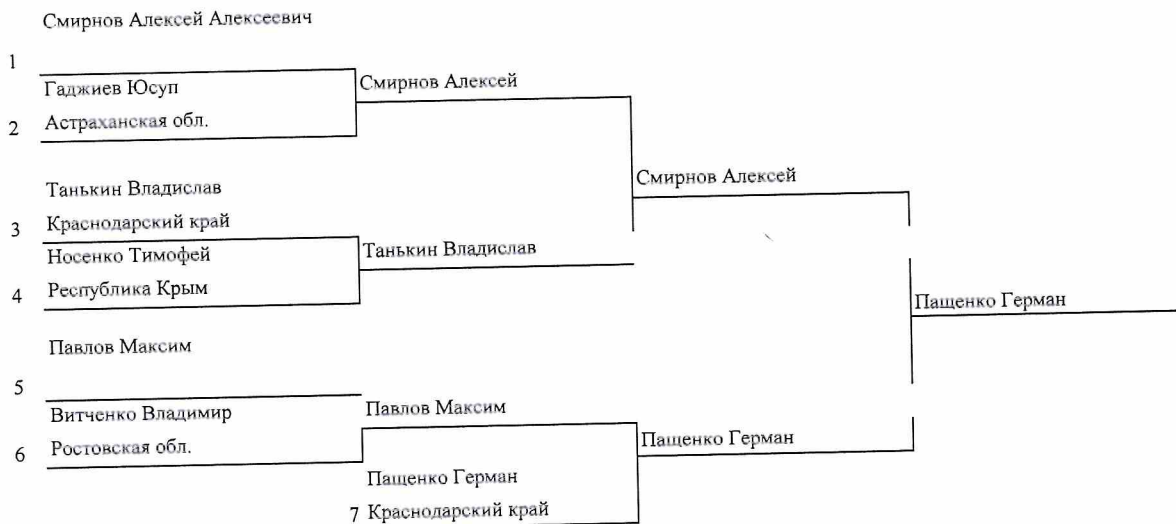 Смирнов Алексей Алексеевич
1
Гаджиев Юсуп
Смирнов Алексей
2 Астраханская обл.
Танькин Владислав
Смирнов Алексей
3 Краснодарский край
Носенко Тимофей
Танькин Владислав
4 Республика Крым
Пащенко Герман
Павлов Максим
5
Витченко Владимир
Павлов Максим
6 Ростовская обл.
Пащенко Герман
Пащенко Герман
7 Краснодарский край